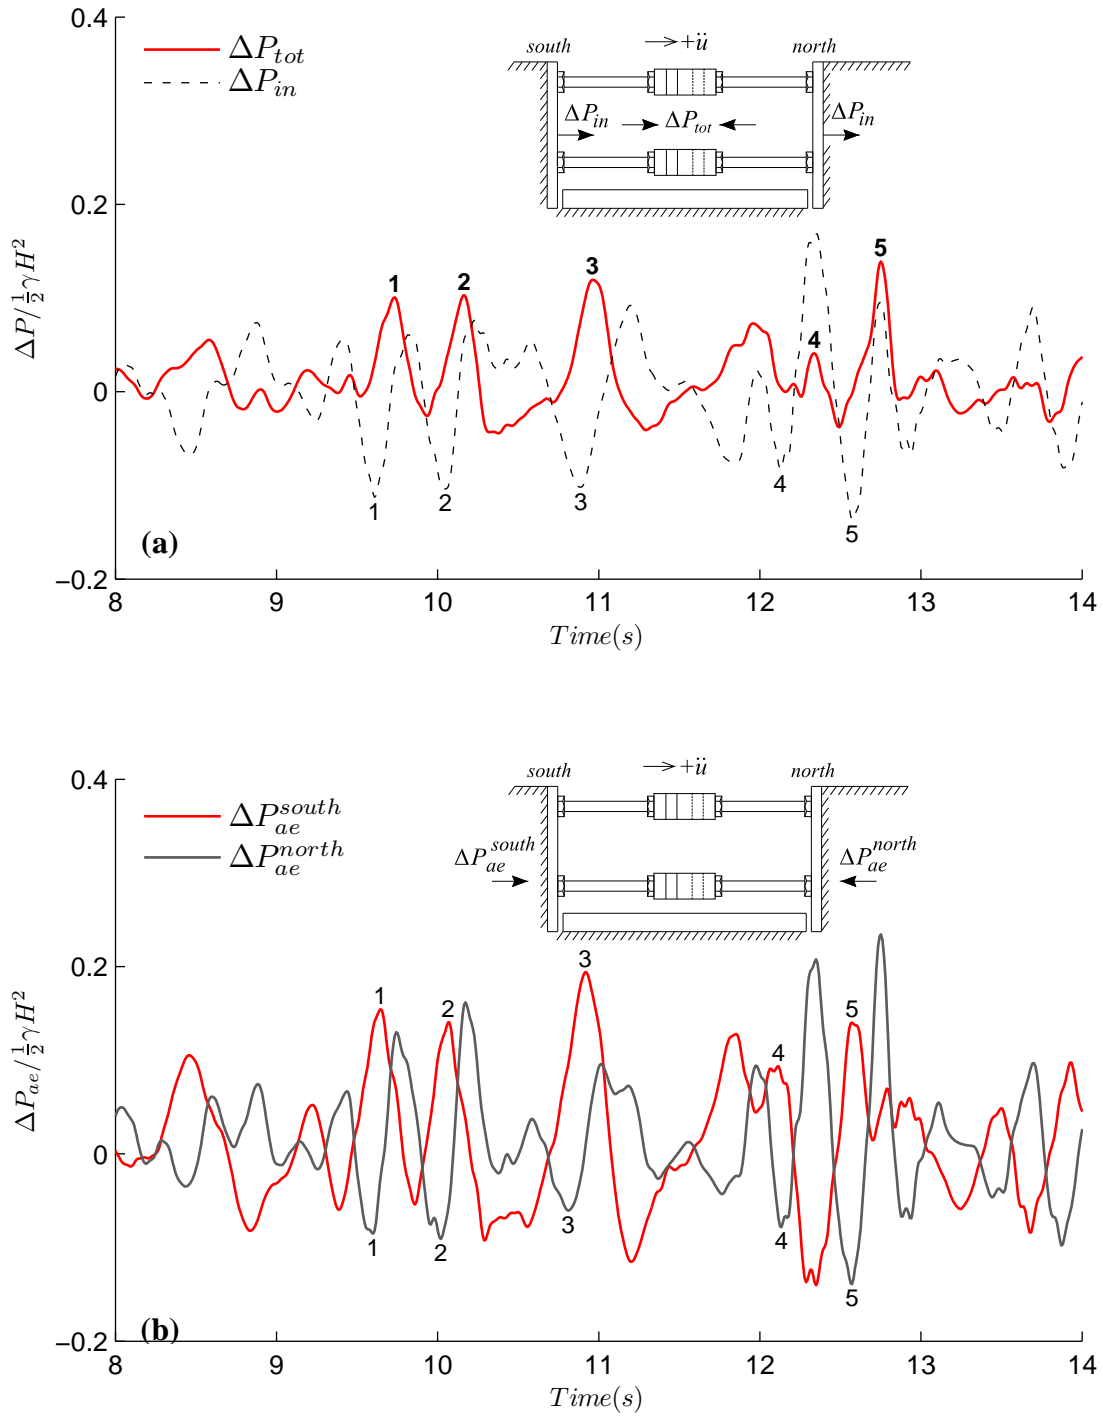 0.4
ΔP_tot
ΔP_in
south
+ü
north
ΔP_in
ΔP_tot
ΔP_in
0.2
ΔP/½γH²
1
2
3
4
5
0
1
2
3
4
5
(a)
−0.2
8
9
10
11
12
13
14
Time(s)
0.4
south
+ü
north
ΔP_ae^south
ΔP_ae^north
ΔP_ae^south
ΔP_ae^north
0.2
ΔP_ae/½γH²
1
2
3
4
5
0
1
2
3
4
5
(b)
−0.2
8
9
10
11
12
13
14
Time(s)